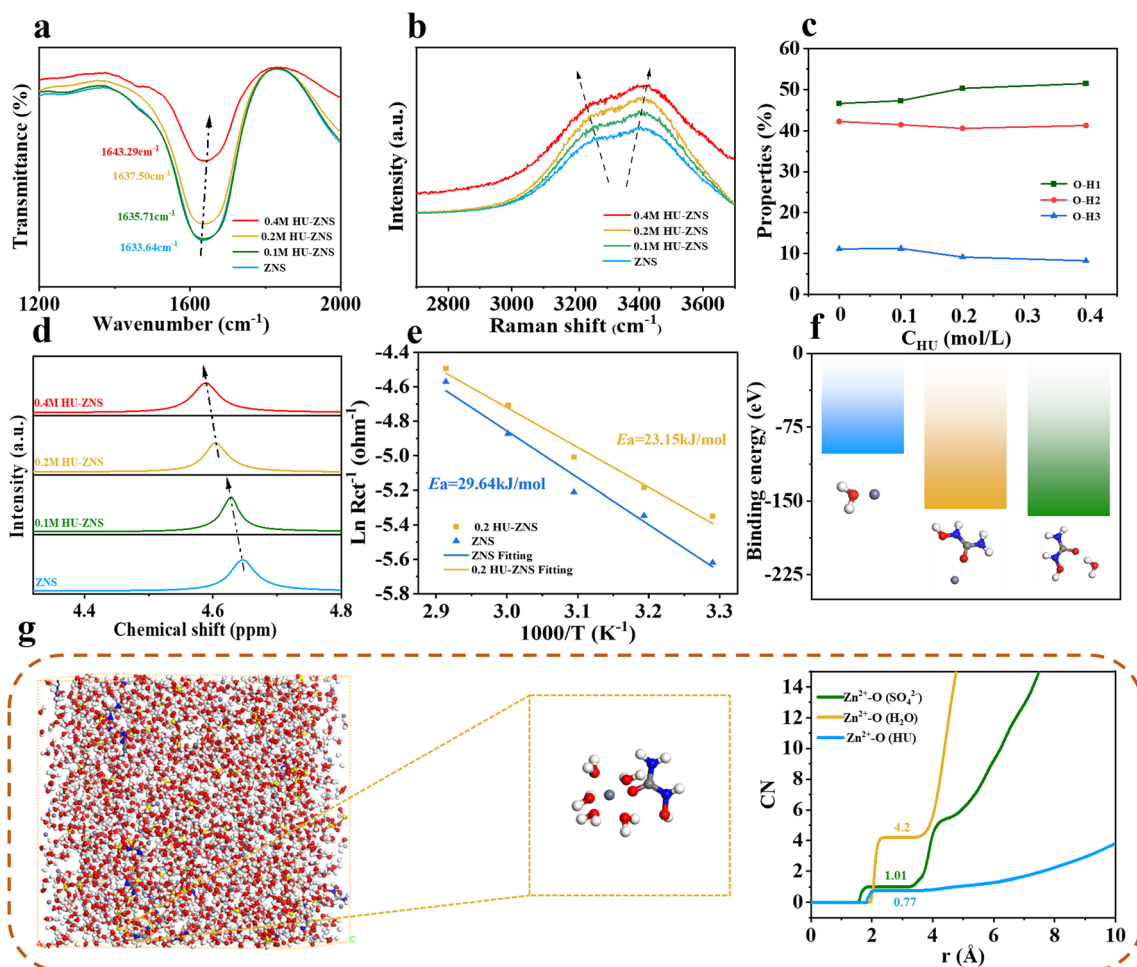 a
Transmittance (%)
1643.29cm-1
1637.50cm-1
1635.71cm-1
1633.64cm-1
0.4M HU-ZNS
0.2M HU-ZNS
0.1M HU-ZNS
ZNS
1200 1600 2000
Wavenumber (cm-1)
b
Intensity (a.u.)
0.4M HU-ZNS
0.2M HU-ZNS
0.1M HU-ZNS
ZNS
3000 3200 3400 3600
Raman shift (cm-1)
c
Properties (%)
60
50
40
30
20
10
0
O-H1
O-H2
O-H3
0 0.1 0.2 0.3 0.4
CHU (mol/L)
d
Intensity (a.u.)
0.4M HU-ZNS
0.2M HU-ZNS
0.1M HU-ZNS
ZNS
4.4 4.6 4.8
Chemical shift (ppm)
e
Ln Rct-1 (ohm-1)
-4.4
-4.6
-4.8
-5.0
-5.2
-5.4
-5.6
-5.8
Ea=23.15kJ/mol
Ea=29.64kJ/mol
0.2 HU-ZNS
ZNS
ZNS Fitting
0.2 HU-ZNS Fitting
2.9 3.0 3.1 3.2 3.3
1000/T (K-1)
f
Binding energy (eV)
0
-75
-150
-225
g
A
C
CN
14
12
10
8
6
4
2
0
Zn2+-O (SO42-)
Zn2+-O (H2O)
Zn2+-O (HU)
4.2
1.01
0.77
0 2 4 6 8 10
r (Å)